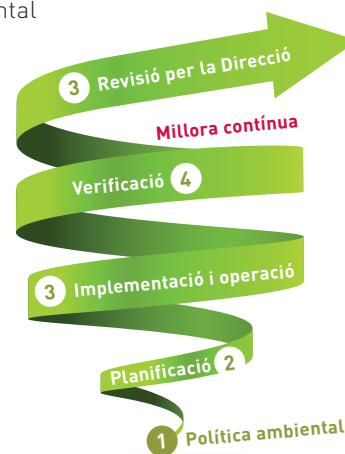 ntal
3 Revisió per la Direcció
Millora contínua
Verificació 4
3 Implementació i operació
Planificació 2
1 Política ambiental